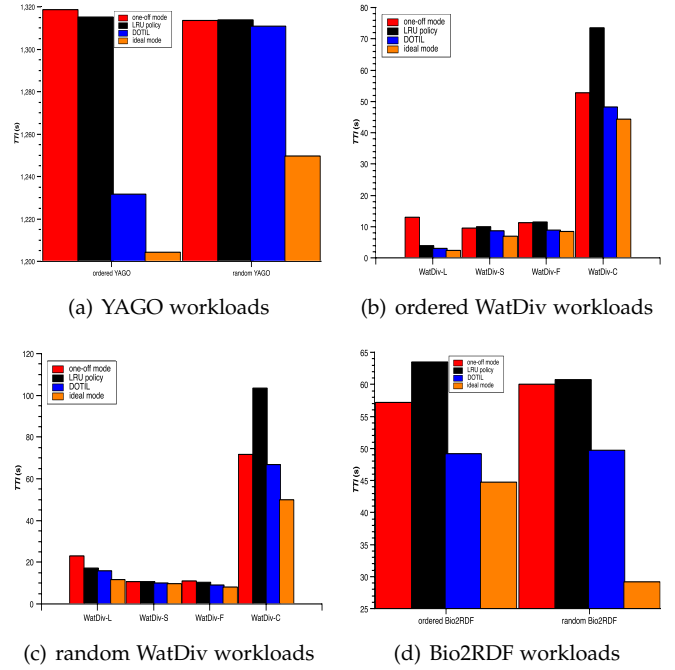 1,320
1,300
1,280
1,260
1,240
1,220
1,200
TTI (s)
one-off mode
LRU policy
DOTIL
ideal mode
ordered YAGO
random YAGO
(a) YAGO workloads
80
70
60
50
40
30
20
10
0
TTI (s)
one-off mode
LRU policy
DOTIL
ideal mode
WatDiv-L
WatDiv-S
WatDiv-F
WatDiv-C
(b) ordered WatDiv workloads
120
100
80
60
40
20
0
TTI (s)
one-off mode
LRU policy
DOTIL
ideal mode
WatDiv-L
WatDiv-S
WatDiv-F
WatDiv-C
(c) random WatDiv workloads
65
60
55
50
45
40
35
30
25
TTI (s)
one-off mode
LRU policy
DOTIL
ideal mode
ordered Bio2RDF
random Bio2RDF
(d) Bio2RDF workloads